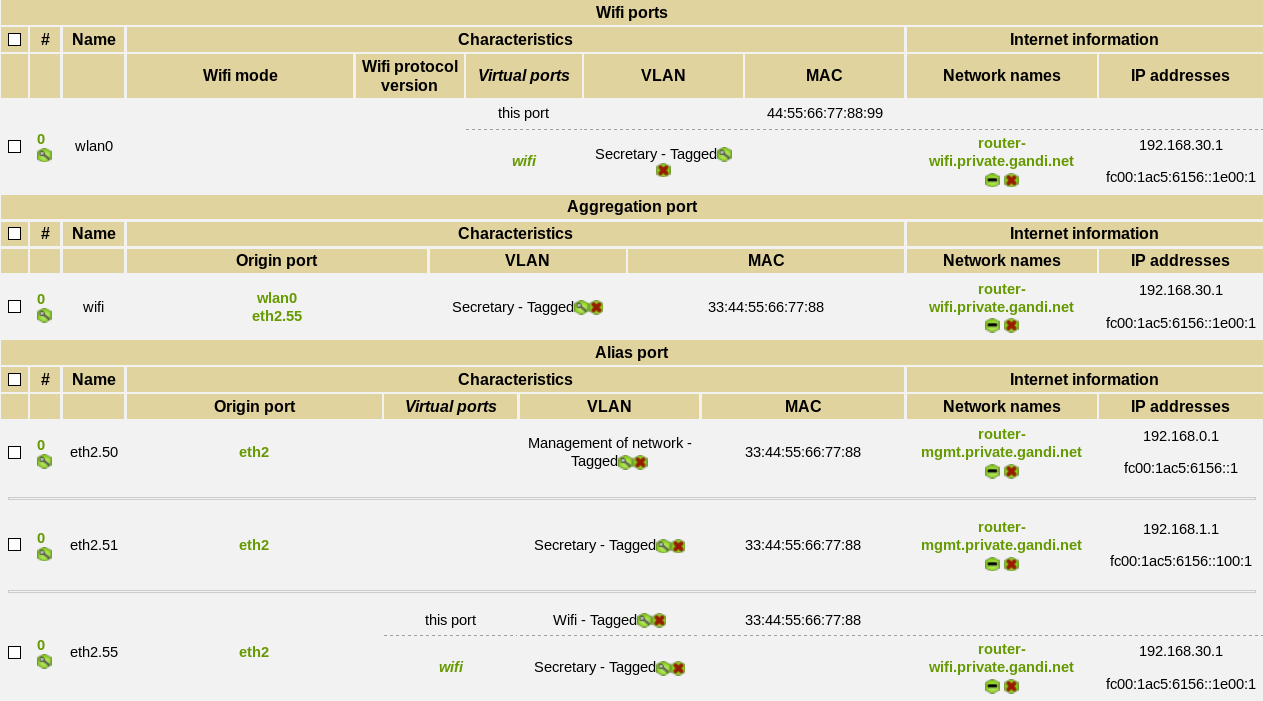 Wifi ports
# Name Characteristics Internet information
Wifi mode Wifi protocol version Virtual ports VLAN MAC Network names IP addresses
this port 44:55:66:77:88:99
0 wlan0 wifi Secretary - Tagged router-wifi.private.gandi.net 192.168.30.1
fc00:1ac5:6156::1e00:1
Aggregation port
# Name Characteristics Internet information
Origin port VLAN MAC Network names IP addresses
0 wifi wlan0 Secretary - Tagged 33:44:55:66:77:88 router-wifi.private.gandi.net 192.168.30.1
eth2.55 fc00:1ac5:6156::1e00:1
Alias port
# Name Characteristics Internet information
Origin port Virtual ports VLAN MAC Network names IP addresses
0 eth2.50 eth2 Management of network - Tagged 33:44:55:66:77:88 router-mgmt.private.gandi.net 192.168.0.1
fc00:1ac5:6156::1
0 eth2.51 eth2 Secretary - Tagged 33:44:55:66:77:88 router-mgmt.private.gandi.net 192.168.1.1
fc00:1ac5:6156::100:1
this port Wifi - Tagged 33:44:55:66:77:88
0 eth2.55 eth2 wifi Secretary - Tagged router-wifi.private.gandi.net 192.168.30.1
fc00:1ac5:6156::1e00:1